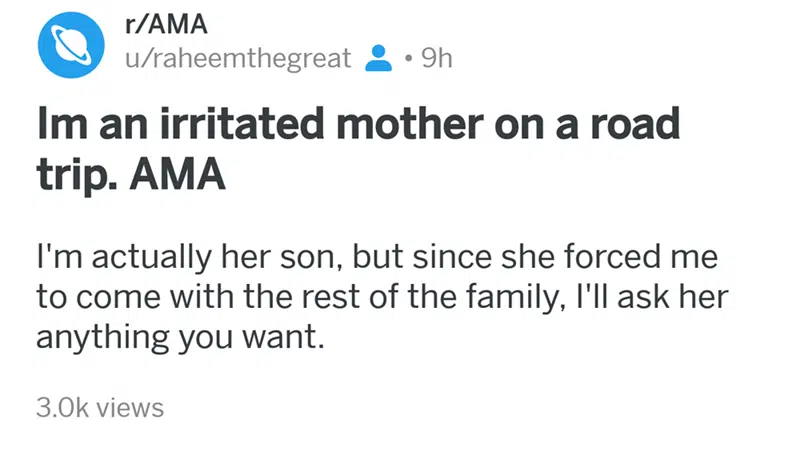 r/AMA
u/raheemthegreat • 9h
Im an irritated mother on a road
trip. AMA
I'm actually her son, but since she forced me
to come with the rest of the family, I'll ask her
anything you want.
3.0k views